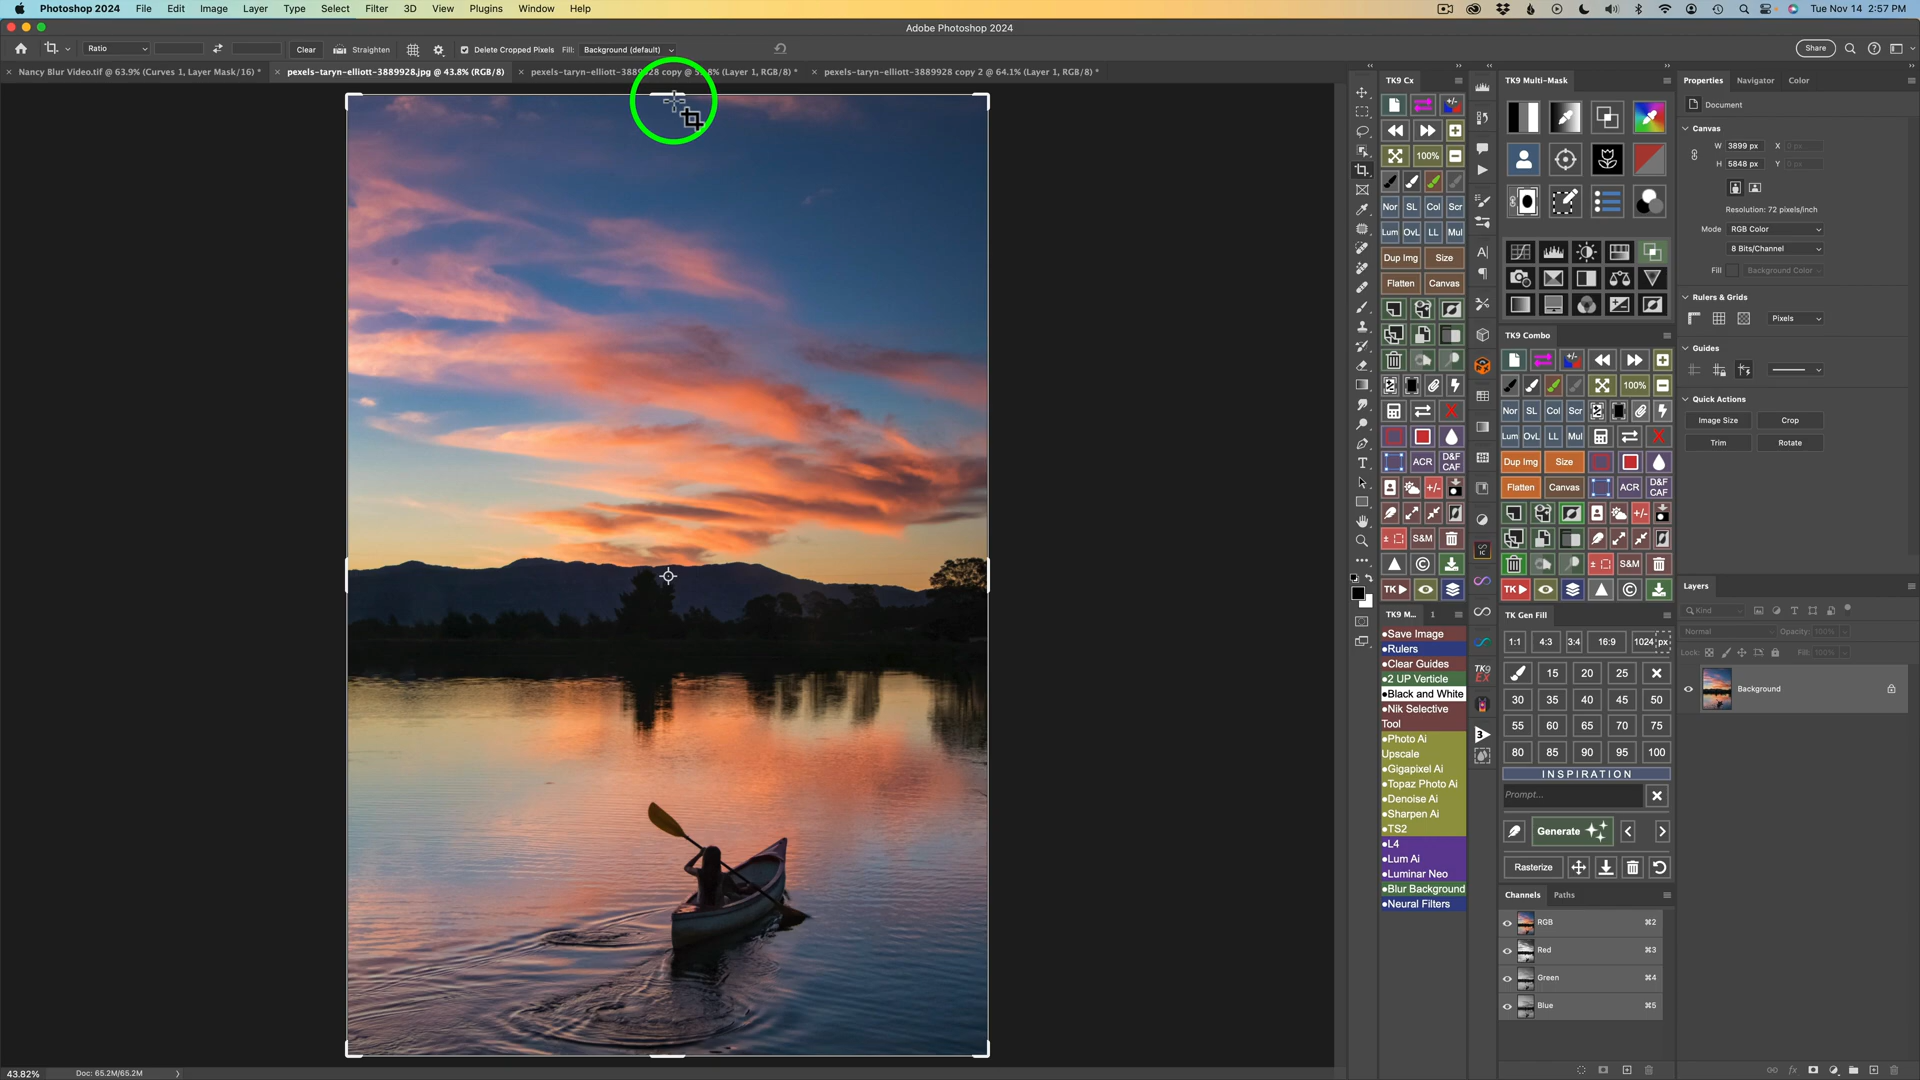 Photoshop 2024 File Edit Image Layer Type Select Filter 3D View Plugins Window Help Tue Nov 14 2:57 PM
Adobe Photoshop 2024
Ratio Clear Straighten Delete Cropped Pixels Fill: Background (default) Share
Nancy Blur Video.tif @ 63.9% (Curves 1, Layer Mask/16) * pexels-taryn-elliott-3889928.jpg @ 43.8% (RGB/8) pexels-taryn-elliott-3889928 copy @ (Layer 1, RGB/8) * pexels-taryn-elliott-3889928 copy 2 @ 64.1% (Layer 1, RGB/8) *
TK9 Cx
100%
Nor SL Col Scr
Lum OvL LL Mul
Dup Img Size
Flatten Canvas
ACR D&F CAF
+/-
S&M
TK
TK9 M... 1
Save Image
Rulers
Clear Guides
2 UP Verticle
Black and White
Nik Selective
Tool
Photo Ai
Upscale
Gigapixel Ai
Topaz Photo Ai
Denoise Ai
Sharpen Ai
TS2
L4
Lum Ai
Luminar Neo
Blur Background
Neural Filters
TK9 Multi-Mask
TK9 Combo
100%
Nor SL Col Scr
Lum OvL LL Mul
Dup Img Size
Flatten Canvas ACR D&F CAF
+/-
S&M
TK
TK Gen Fill
1:1 4:3 3:4 16:9 1024 px
15 20 25
30 35 40 45 50
55 60 65 70 75
80 85 90 95 100
INSPIRATION
Prompt...
Generate
Rasterize
Channels Paths
RGB ⌘2
Red ⌘3
Green ⌘4
Blue ⌘5
Properties Navigator Color
Document
Canvas
W 3899 px X 0 px
H 5848 px Y 0 px
Resolution: 72 pixels/inch
Mode RGB Color
8 Bits/Channel
Fill Background Color
Rulers & Grids
Pixels
Guides
Quick Actions
Image Size Crop
Trim Rotate
Layers
Kind
Normal Opacity: 100%
Lock: Fill: 100%
Background
43.82% Doc: 65.2M/65.2M